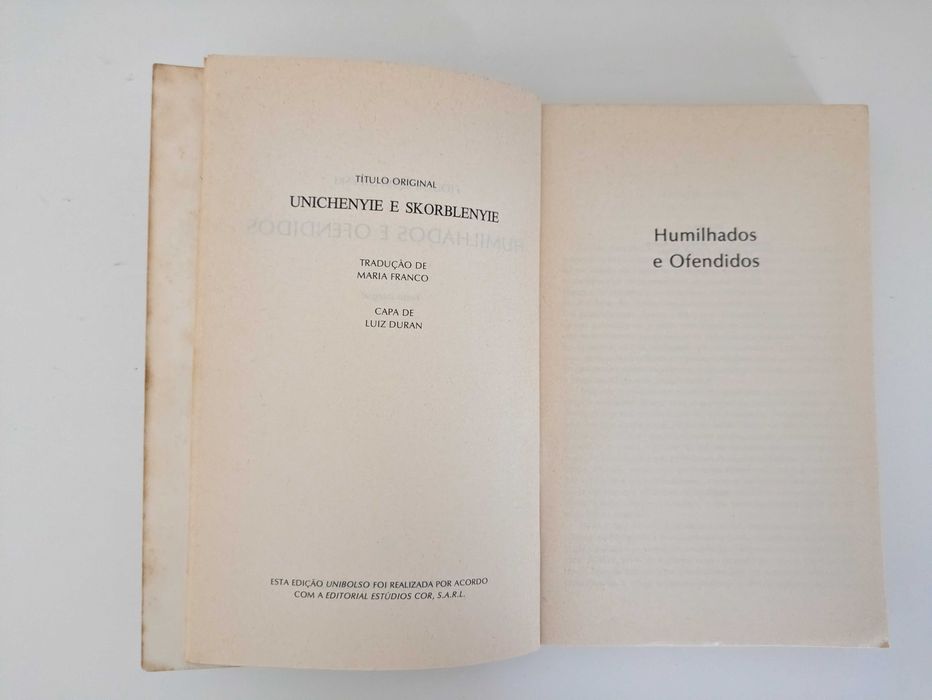 TÍTULO ORIGINAL
UNICHENYIE E SKORBLENYIE
TRADUÇÃO DE
MARIA FRANCO
CAPA DE
LUIZ DURAN
ESTA EDIÇÃO UNIBOLSO FOI REALIZADA POR ACORDO
COM A EDITORIAL ESTÚDIOS COR, S.A.R.L.
Humilhados
e Ofendidos